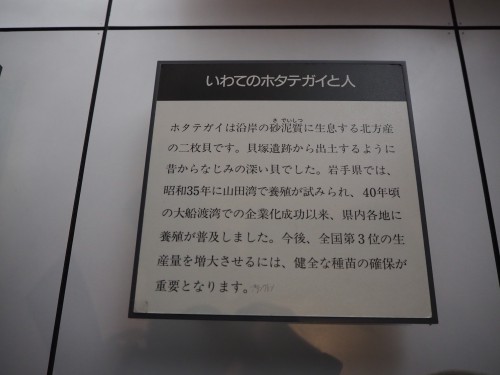 いわてのホタテガイと人
さ でいしつ
ホタテガイは沿岸の砂泥質に生息する北方産
の二枚貝です。貝塚遺跡から出土するように
昔からなじみの深い貝でした。岩手県では、
昭和35年に山田湾で養殖が試みられ、40年頃
の大船渡湾での企業化成功以来、県内各地に
養殖が普及しました。今後、全国第3位の生
産量を増大させるには、健全な種苗の確保が
重要となります。